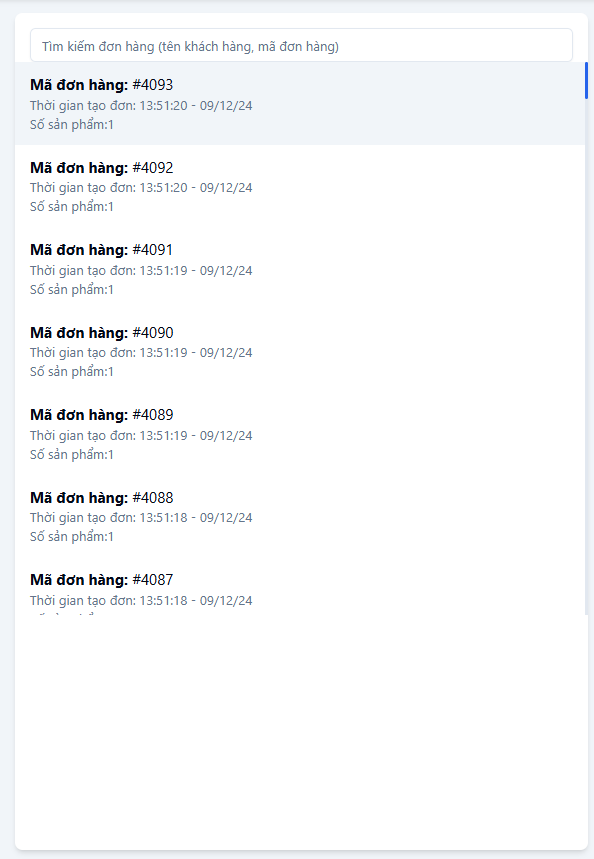 Tìm kiếm đơn hàng (tên khách hàng, mã đơn hàng)
Mã đơn hàng: #4093
Thời gian tạo đơn: 13:51:20 - 09/12/24
Số sản phẩm:1
Mã đơn hàng: #4092
Thời gian tạo đơn: 13:51:20 - 09/12/24
Số sản phẩm:1
Mã đơn hàng: #4091
Thời gian tạo đơn: 13:51:19 - 09/12/24
Số sản phẩm:1
Mã đơn hàng: #4090
Thời gian tạo đơn: 13:51:19 - 09/12/24
Số sản phẩm:1
Mã đơn hàng: #4089
Thời gian tạo đơn: 13:51:19 - 09/12/24
Số sản phẩm:1
Mã đơn hàng: #4088
Thời gian tạo đơn: 13:51:18 - 09/12/24
Số sản phẩm:1
Mã đơn hàng: #4087
Thời gian tạo đơn: 13:51:18 - 09/12/24